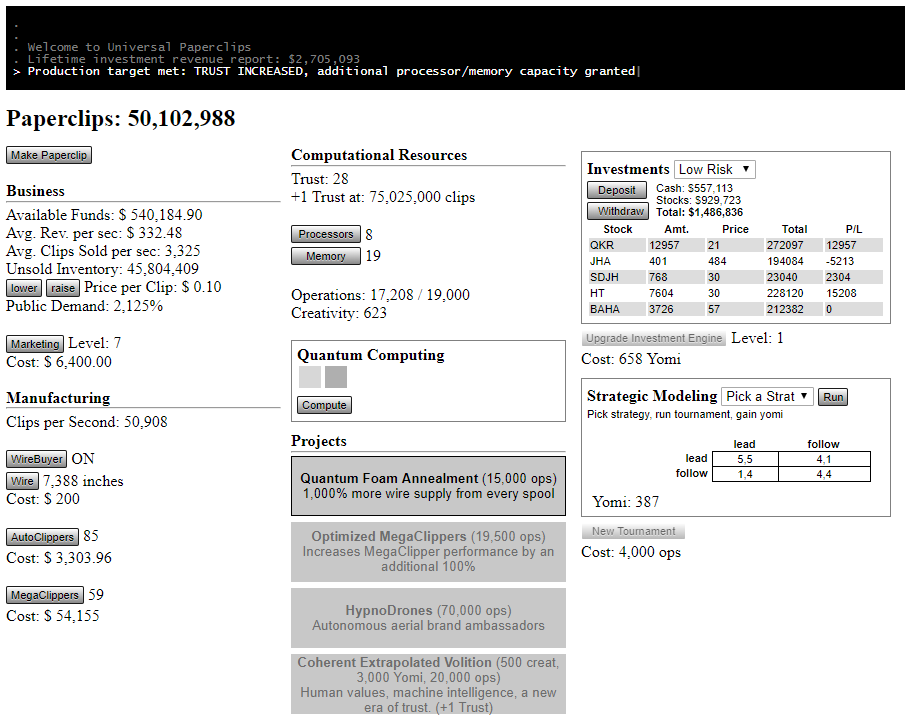 .
.
. Welcome to Universal Paperclips
. Lifetime investment revenue report: $2,705,093
> Production target met: TRUST INCREASED, additional processor/memory capacity granted|
Paperclips: 50,102,988
Make Paperclip
Business
Available Funds: $ 540,184.90
Avg. Rev. per sec: $ 332.48
Avg. Clips Sold per sec: 3,325
Unsold Inventory: 45,804,409
lower raise Price per Clip: $ 0.10
Public Demand: 2,125%
Marketing Level: 7
Cost: $ 6,400.00
Manufacturing
Clips per Second: 50,908
WireBuyer ON
Wire 7,388 inches
Cost: $ 200
AutoClippers 85
Cost: $ 3,303.96
MegaClippers 59
Cost: $ 54,155
Computational Resources
Trust: 28
+1 Trust at: 75,025,000 clips
Processors 8
Memory 19
Operations: 17,208 / 19,000
Creativity: 623
Quantum Computing
Compute
Projects
Quantum Foam Annealment (15,000 ops)
1,000% more wire supply from every spool
Optimized MegaClippers (19,500 ops)
Increases MegaClipper performance by an
additional 100%
HypnoDrones (70,000 ops)
Autonomous aerial brand ambassadors
Coherent Extrapolated Volition (500 creat,
3,000 Yomi, 20,000 ops)
Human values, machine intelligence, a new
era of trust. (+1 Trust)
Investments Low Risk ▼
Deposit Cash: $557,113
Stocks: $929,723
Withdraw Total: $1,486,836
Stock Amt. Price Total P/L
QKR 12957 21 272097 12957
JHA 401 484 194084 -5213
SDJH 768 30 23040 2304
HT 7604 30 228120 15208
BAHA 3726 57 212382 0
Upgrade Investment Engine Level: 1
Cost: 658 Yomi
Strategic Modeling Pick a Strat ▼ Run
Pick strategy, run tournament, gain yomi
lead follow
lead 5,5 4,1
follow 1,4 4,4
Yomi: 387
New Tournament
Cost: 4,000 ops